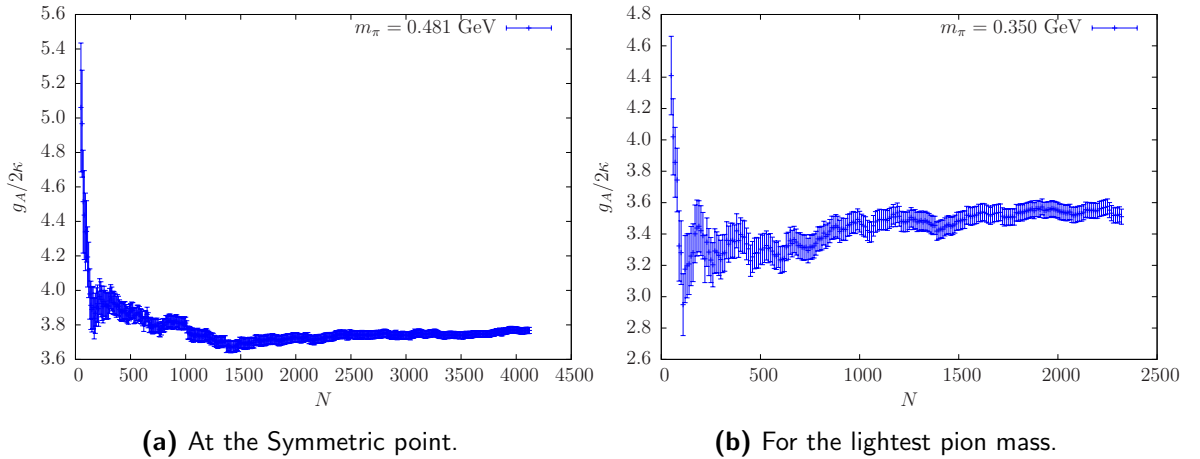 5.6
5.4
5.2
5.0
4.8
4.6
4.4
4.2
4.0
3.8
3.6
g_A/2κ
0 500 1000 1500 2000 2500 3000 3500 4000 4500
N
m_π = 0.481 GeV
(a) At the Symmetric point.
4.8
4.6
4.4
4.2
4.0
3.8
3.6
3.4
3.2
3.0
2.8
2.6
g_A/2κ
0 500 1000 1500 2000 2500
N
m_π = 0.350 GeV
(b) For the lightest pion mass.